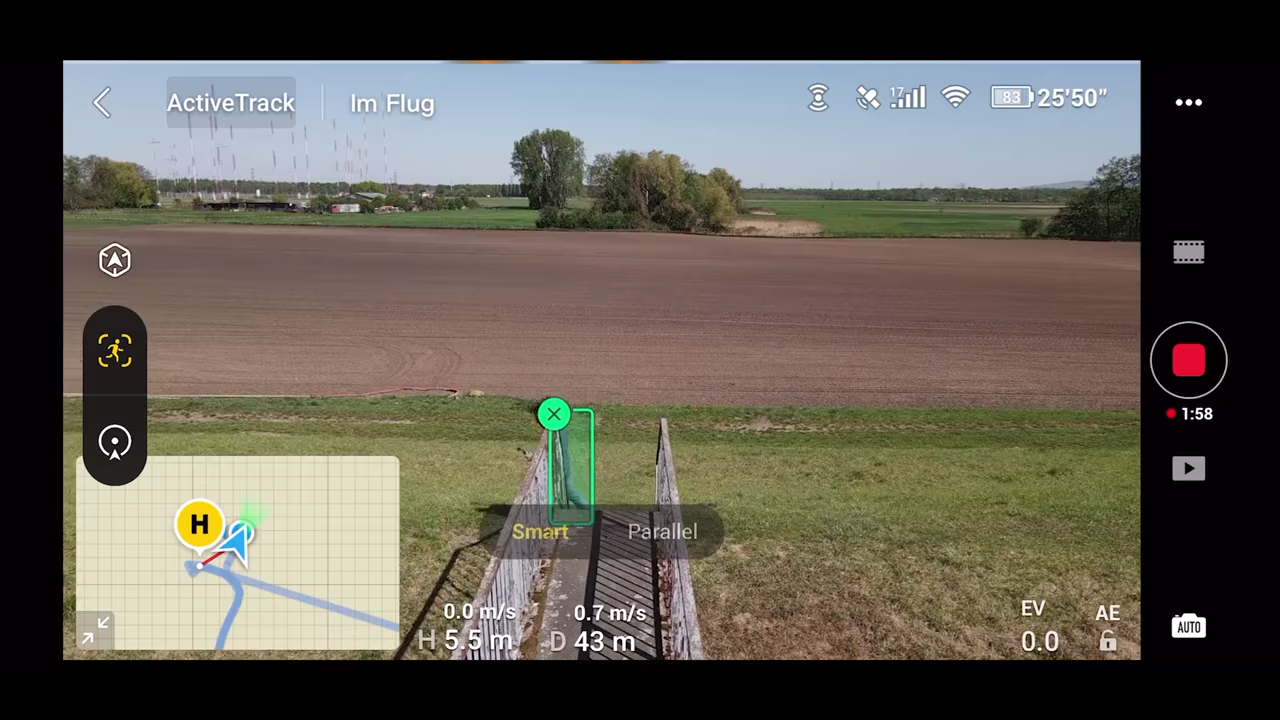 ActiveTrack
Im Flug
17
83
25'50"
1:58
H
Smart
Parallel
0.0 m/s
0.7 m/s
H 5.5 m
D 43 m
EV
0.0
AE
AUTO